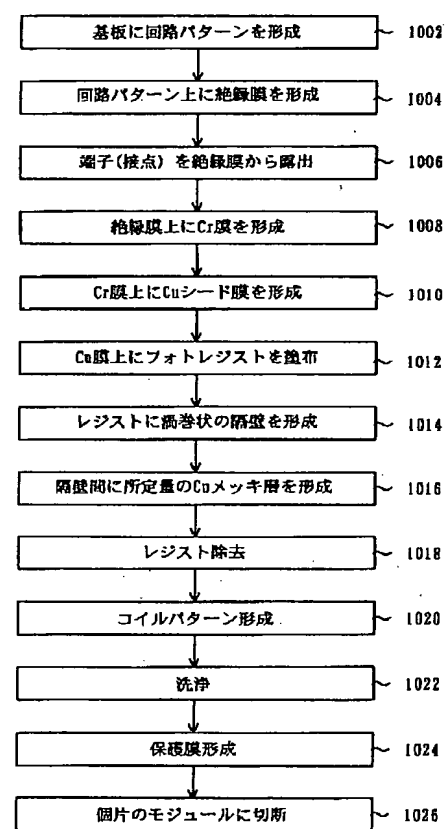 基板に回路パターンを形成 1002
回路パターン上に絶縁膜を形成 1004
端子(接点)を絶縁膜から露出 1006
絶縁膜上にCr膜を形成 1008
Cr膜上にCuシード膜を形成 1010
Cu膜上にフォトレジストを塗布 1012
レジストに渦巻状の隔壁を形成 1014
隔壁間に所定量のCuメッキ層を形成 1016
レジスト除去 1018
コイルパターン形成 1020
洗浄 1022
保護膜形成 1024
個片のモジュールに切断 1026